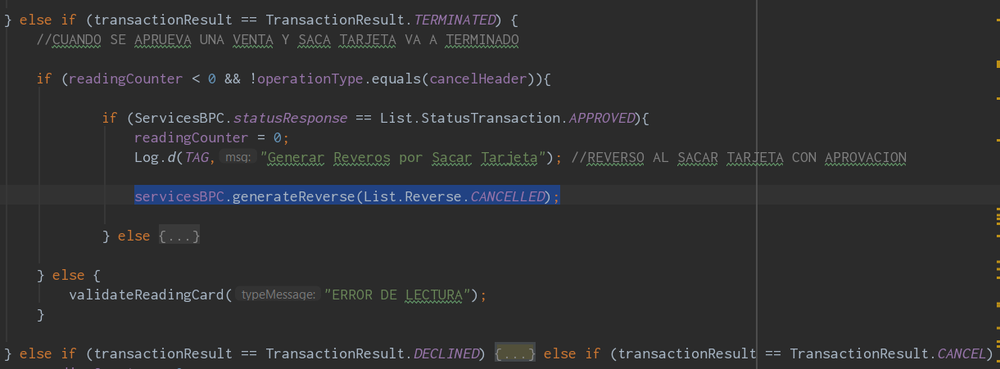 } else if (transactionResult == TransactionResult.TERMINATED) {
//CUANDO SE APRUEVA UNA VENTA Y SACA TARJETA VA A TERMINADO
if (readingCounter < 0 && !operationType.equals(cancelHeader)){
if (ServicesBPC.statusResponse == List.StatusTransaction.APPROVED){
readingCounter = 0;
Log.d(TAG, msg: "Generar Reveros por Sacar Tarjeta"); //REVERSO AL SACAR TARJETA CON APROVACION
servicesBPC.generateReverse(List.Reverse.CANCELLED);
} else {...}
} else {
validateReadingCard( typeMessage: "ERROR DE LECTURA");
}
} else if (transactionResult == TransactionResult.DECLINED) {...} else if (transactionResult == TransactionResult.CANCEL)